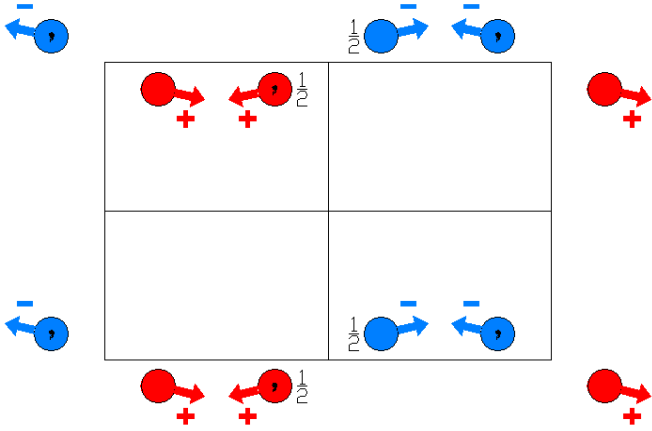 − − −
, ½ ,
, ½
+ + +
− − −
, ½ ,
, ½
+ + +